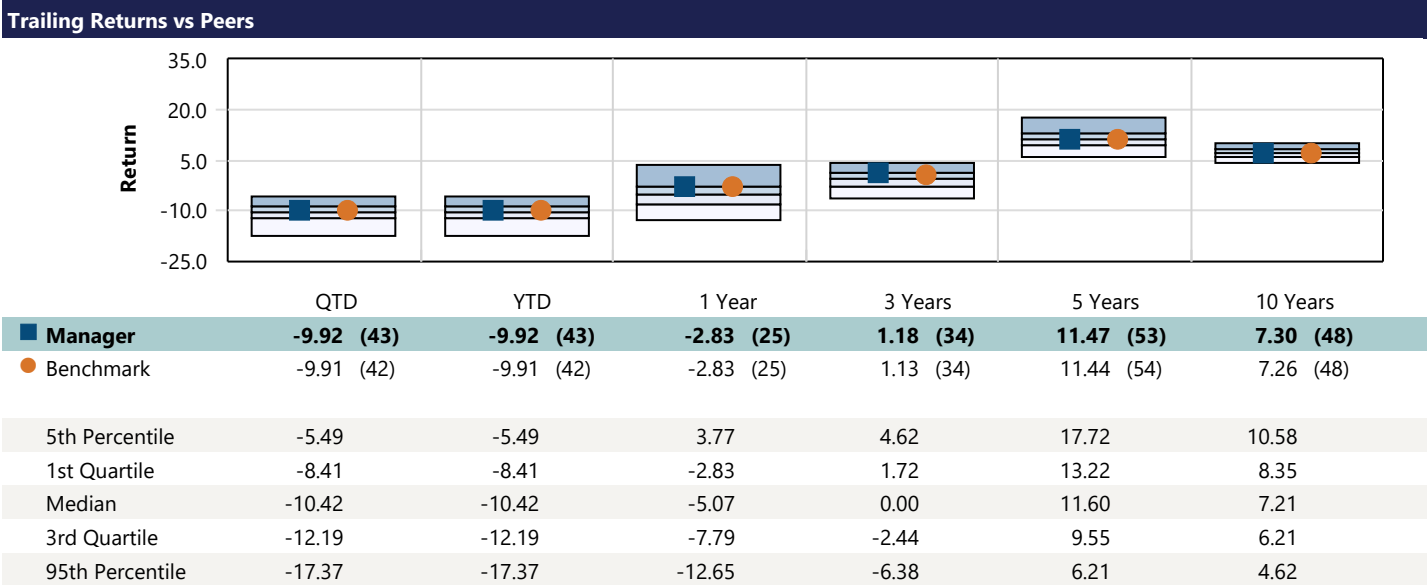 Trailing Returns vs Peers
35.0
20.0
5.0
-10.0
-25.0
Return
QTD YTD 1 Year 3 Years 5 Years 10 Years
Manager -9.92 (43) -9.92 (43) -2.83 (25) 1.18 (34) 11.47 (53) 7.30 (48)
Benchmark -9.91 (42) -9.91 (42) -2.83 (25) 1.13 (34) 11.44 (54) 7.26 (48)
5th Percentile -5.49 -5.49 3.77 4.62 17.72 10.58
1st Quartile -8.41 -8.41 -2.83 1.72 13.22 8.35
Median -10.42 -10.42 -5.07 0.00 11.60 7.21
3rd Quartile -12.19 -12.19 -7.79 -2.44 9.55 6.21
95th Percentile -17.37 -17.37 -12.65 -6.38 6.21 4.62